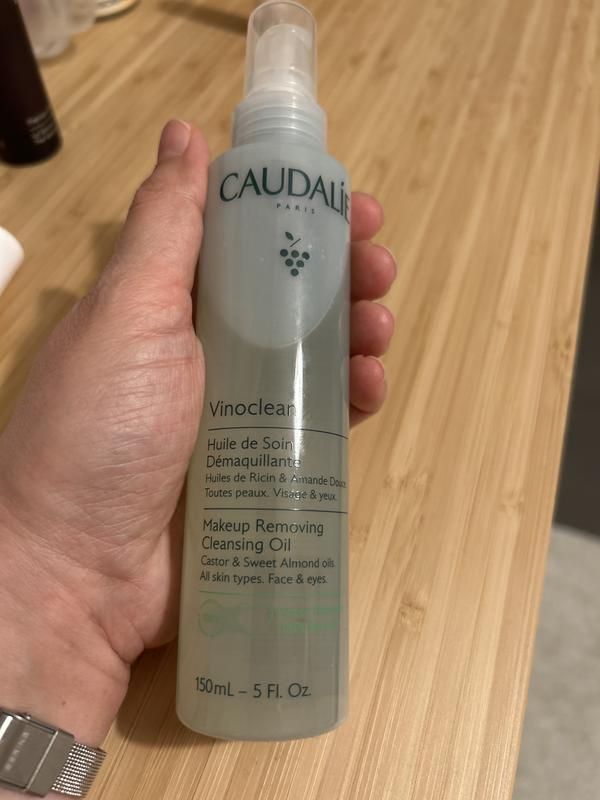 CAUDALÍE
PARIS
Vinoclean
Huile de Soin
Démaquillante
Huiles de Ricin & Amande Douce
Toutes peaux. Visage & yeux.
Makeup Removing
Cleansing Oil
Castor & Sweet Almond oils.
All skin types. Face & eyes.
150mL – 5 Fl. Oz.